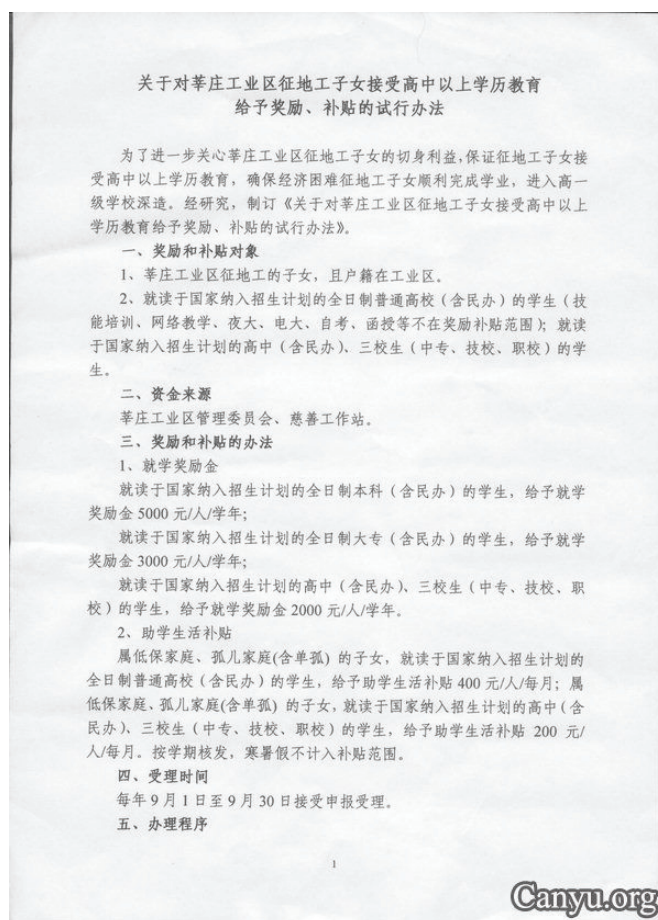 关于对莘庄工业区征地工子女接受高中以上学历教育
给予奖励、补贴的试行办法
为了进一步关心莘庄工业区征地工子女的切身利益,保证征地工子女接
受高中以上学历教育，确保经济困难征地工子女顺利完成学业，进入高一
级学校深造。经研究，制订《关于对莘庄工业区征地工子女接受高中以上
学历教育给予奖励、补贴的试行办法》。
一、奖励和补贴对象
1、莘庄工业区征地工的子女，且户籍在工业区。
2、就读于国家纳入招生计划的全日制普通高校（含民办）的学生（技
能培训、网络教学、夜大、电大、自考、函授等不在奖励补贴范围）；就读
于国家纳入招生计划的高中（含民办）、三校生（中专、技校、职校）的学
生。
二、资金来源
莘庄工业区管理委员会、慈善工作站。
三、奖励和补贴的办法
1、就学奖励金
就读于国家纳入招生计划的全日制本科（含民办）的学生，给予就学
奖励金 5000 元/人/学年；
就读于国家纳入招生计划的全日制大专（含民办）的学生，给予就学
奖励金 3000 元/人/学年；
就读于国家纳入招生计划的高中（含民办）、三校生（中专、技校、职
校）的学生，给予就学奖励金 2000 元/人/学年。
2、助学生活补贴
属低保家庭、孤儿家庭(含单孤) 的子女，就读于国家纳入招生计划的
全日制普通高校（含民办）的学生，给予助学生活补贴 400 元/人/每月；属
低保家庭、孤儿家庭(含单孤) 的子女，就读于国家纳入招生计划的高中（含
民办）、三校生（中专、技校、职校）的学生，给予助学生活补贴 200 元/
人/每月。按学期核发，寒暑假不计入补贴范围。
四、受理时间
每年 9 月 1 日至 9 月 30 日接受申报受理。
五、办理程序
1
Canyu.org